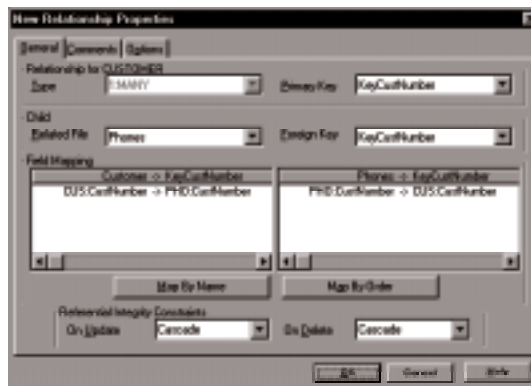 New Relationship Properties
General Comments Options
Relationship for CUSTOMER
Type 1:MANY Primary Key KeyCustNumber
Child
Related File Phones Foreign Key KeyCustNumber
Field Mapping
Customer -> KeyCustNumber Phones -> KeyCustNumber
CUS:CustNumber -> PHO:CustNumber PHO:CustNumber -> CUS:CustNumber
Map By Name Map By Order
Referential Integrity Constraints
On Update Cascade On Delete Cascade
OK Cancel Help